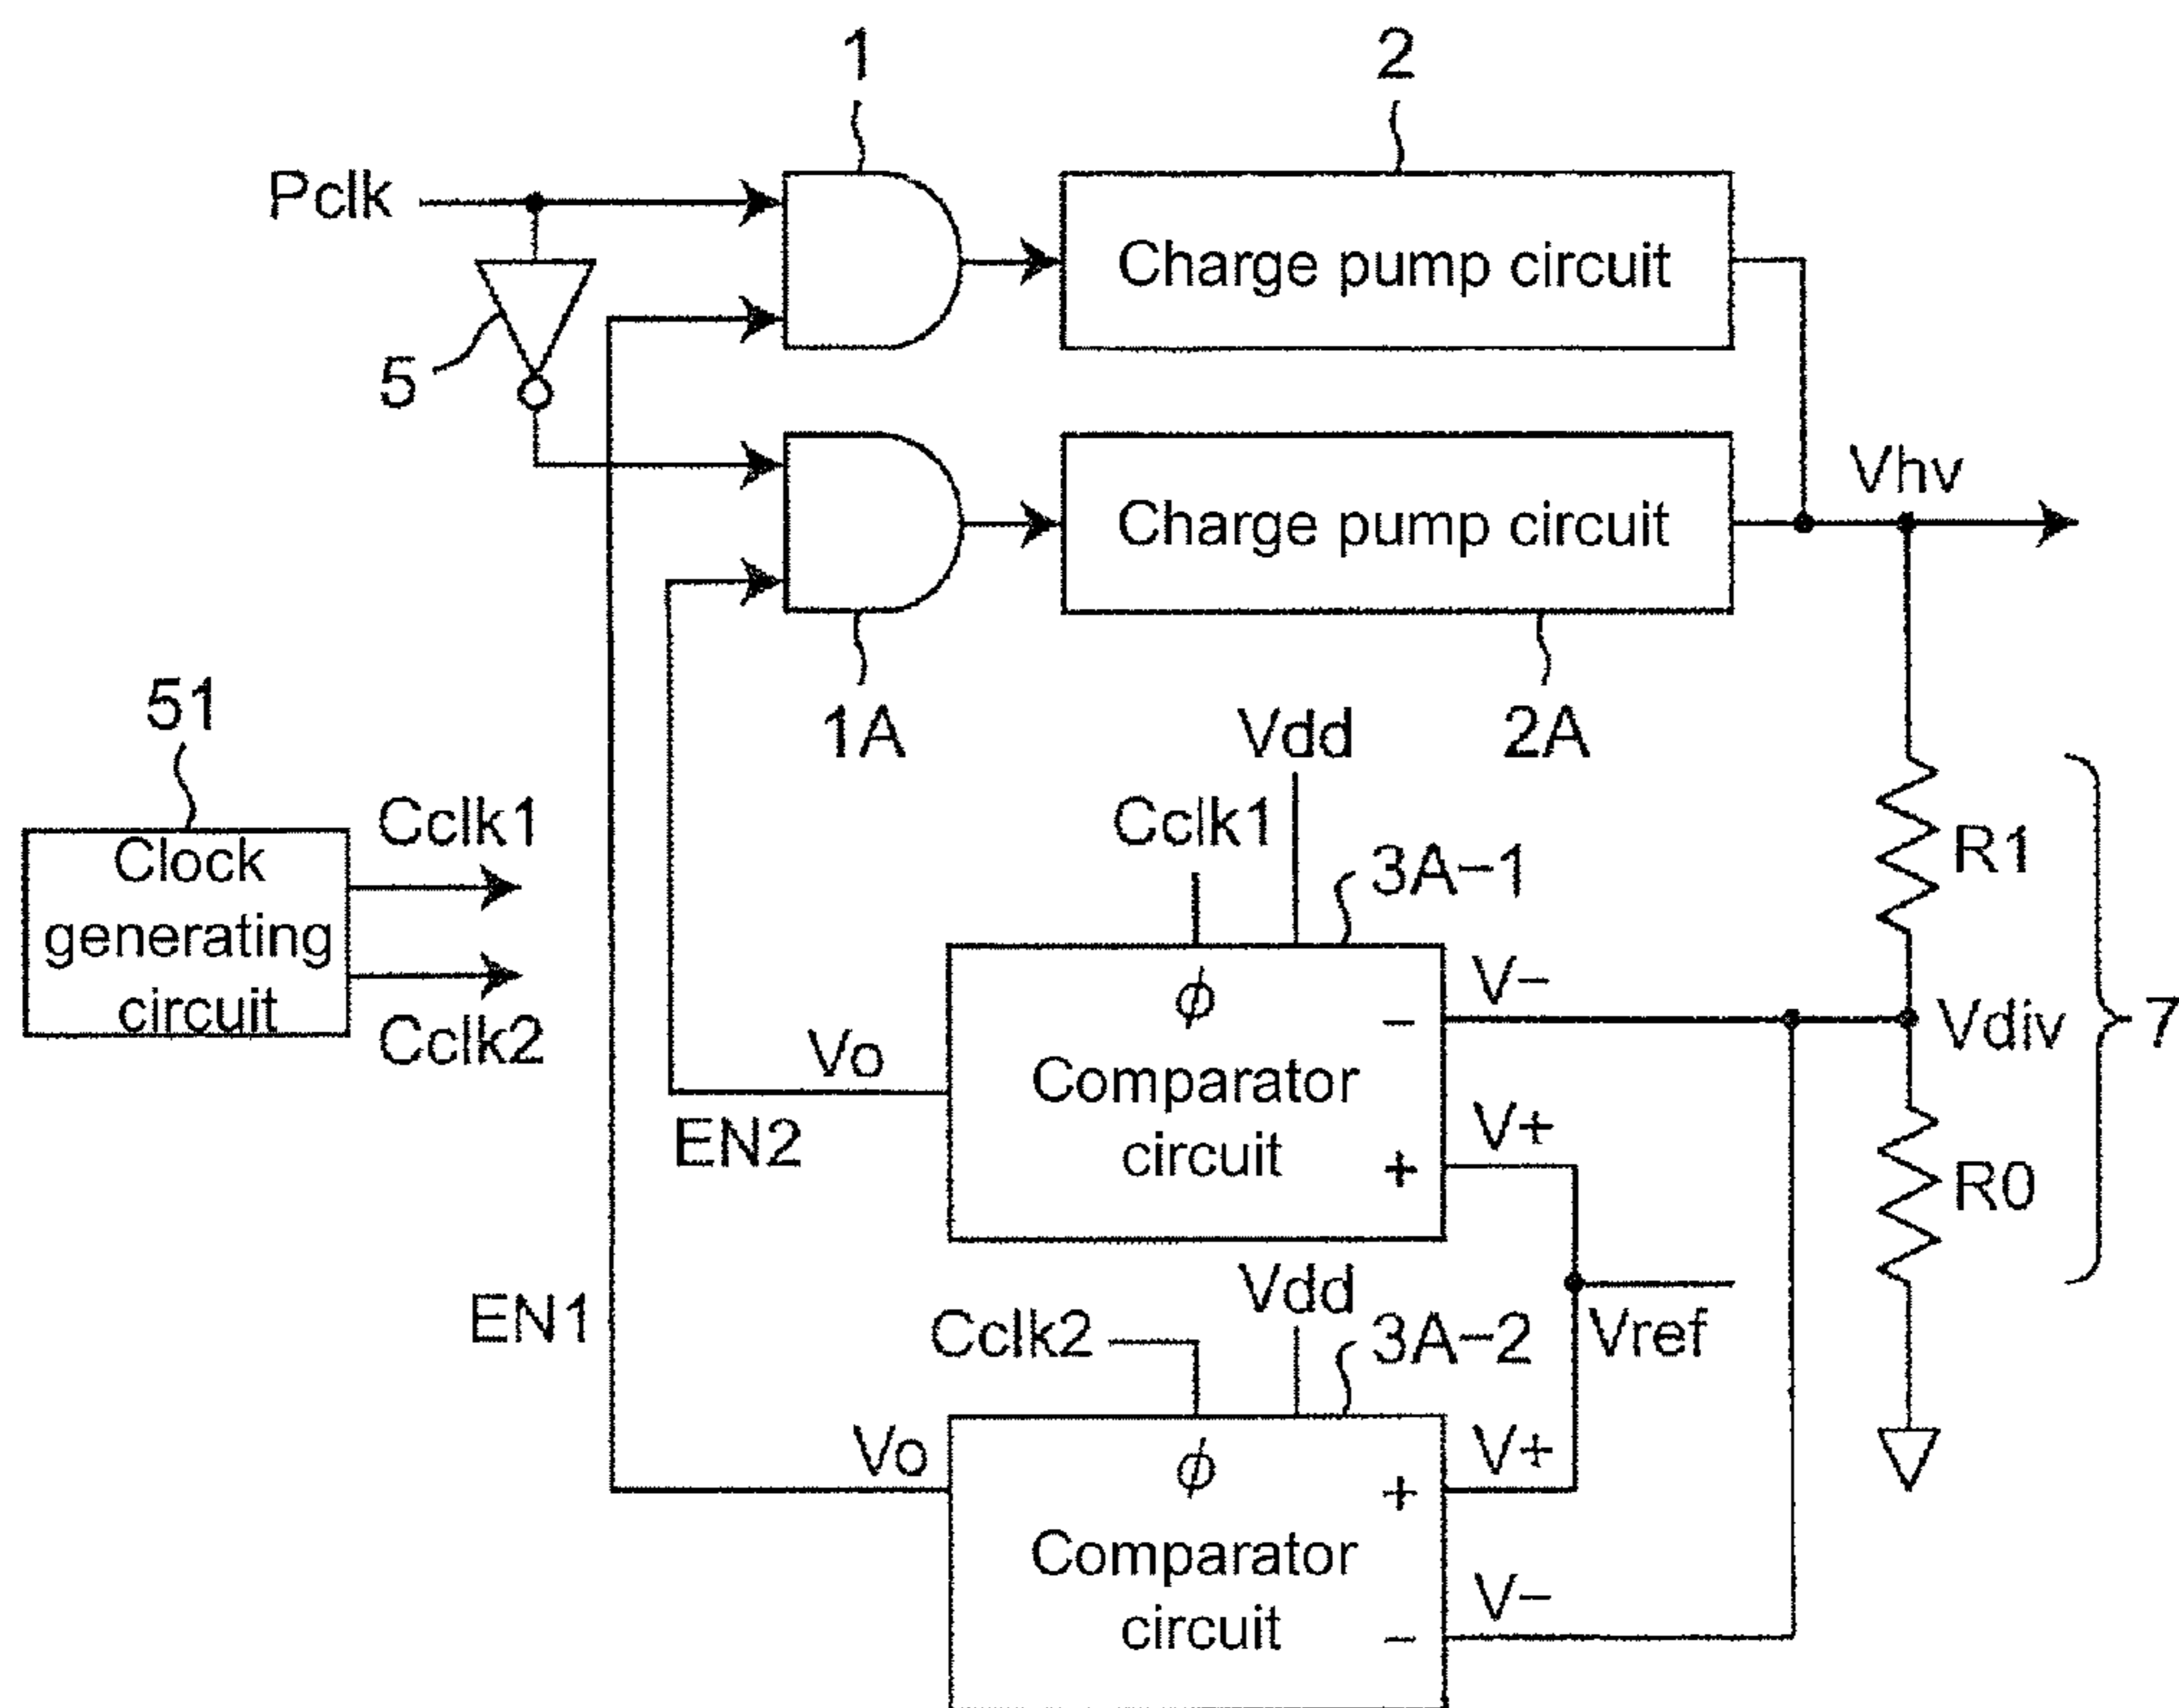 1
2
Pclk
Charge pump circuit
5
Charge pump circuit
Vhv
1A
2A
51
Vdd
Cclk1
Cclk1
3A−1
R1
Clock
generating
circuit
Cclk2
ϕ
V−
−
Vdiv
7
Vo
Comparator
circuit
V+
+
EN2
R0
EN1
Vdd
Cclk2
3A−2
Vref
Vo
ϕ
V+
+
Comparator
circuit
V−
−